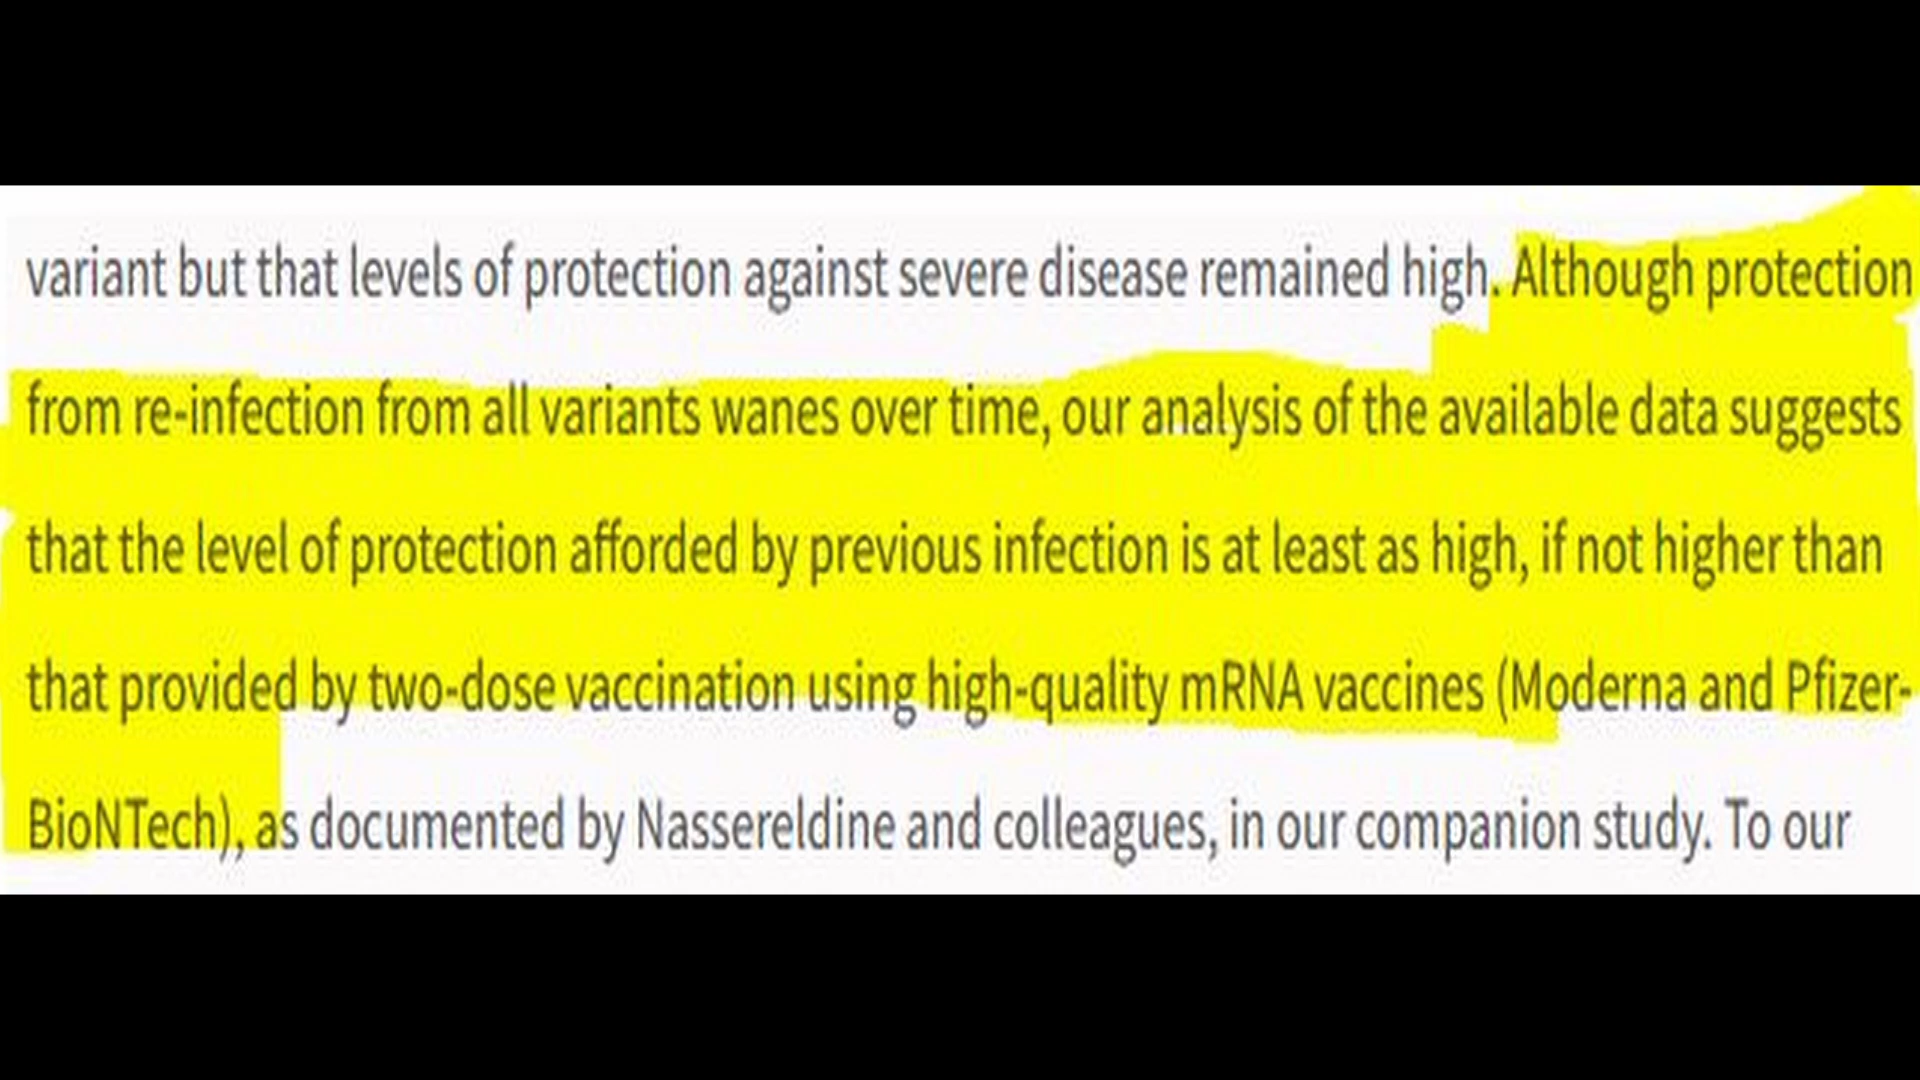 variant but that levels of protection against severe disease remained high. Although protection
from re-infection from all variants wanes over time, our analysis of the available data suggests
that the level of protection afforded by previous infection is at least as high, if not higher than
that provided by two-dose vaccination using high-quality mRNA vaccines (Moderna and Pfizer-
BioNTech), as documented by Nassereldine and colleagues, in our companion study. To our